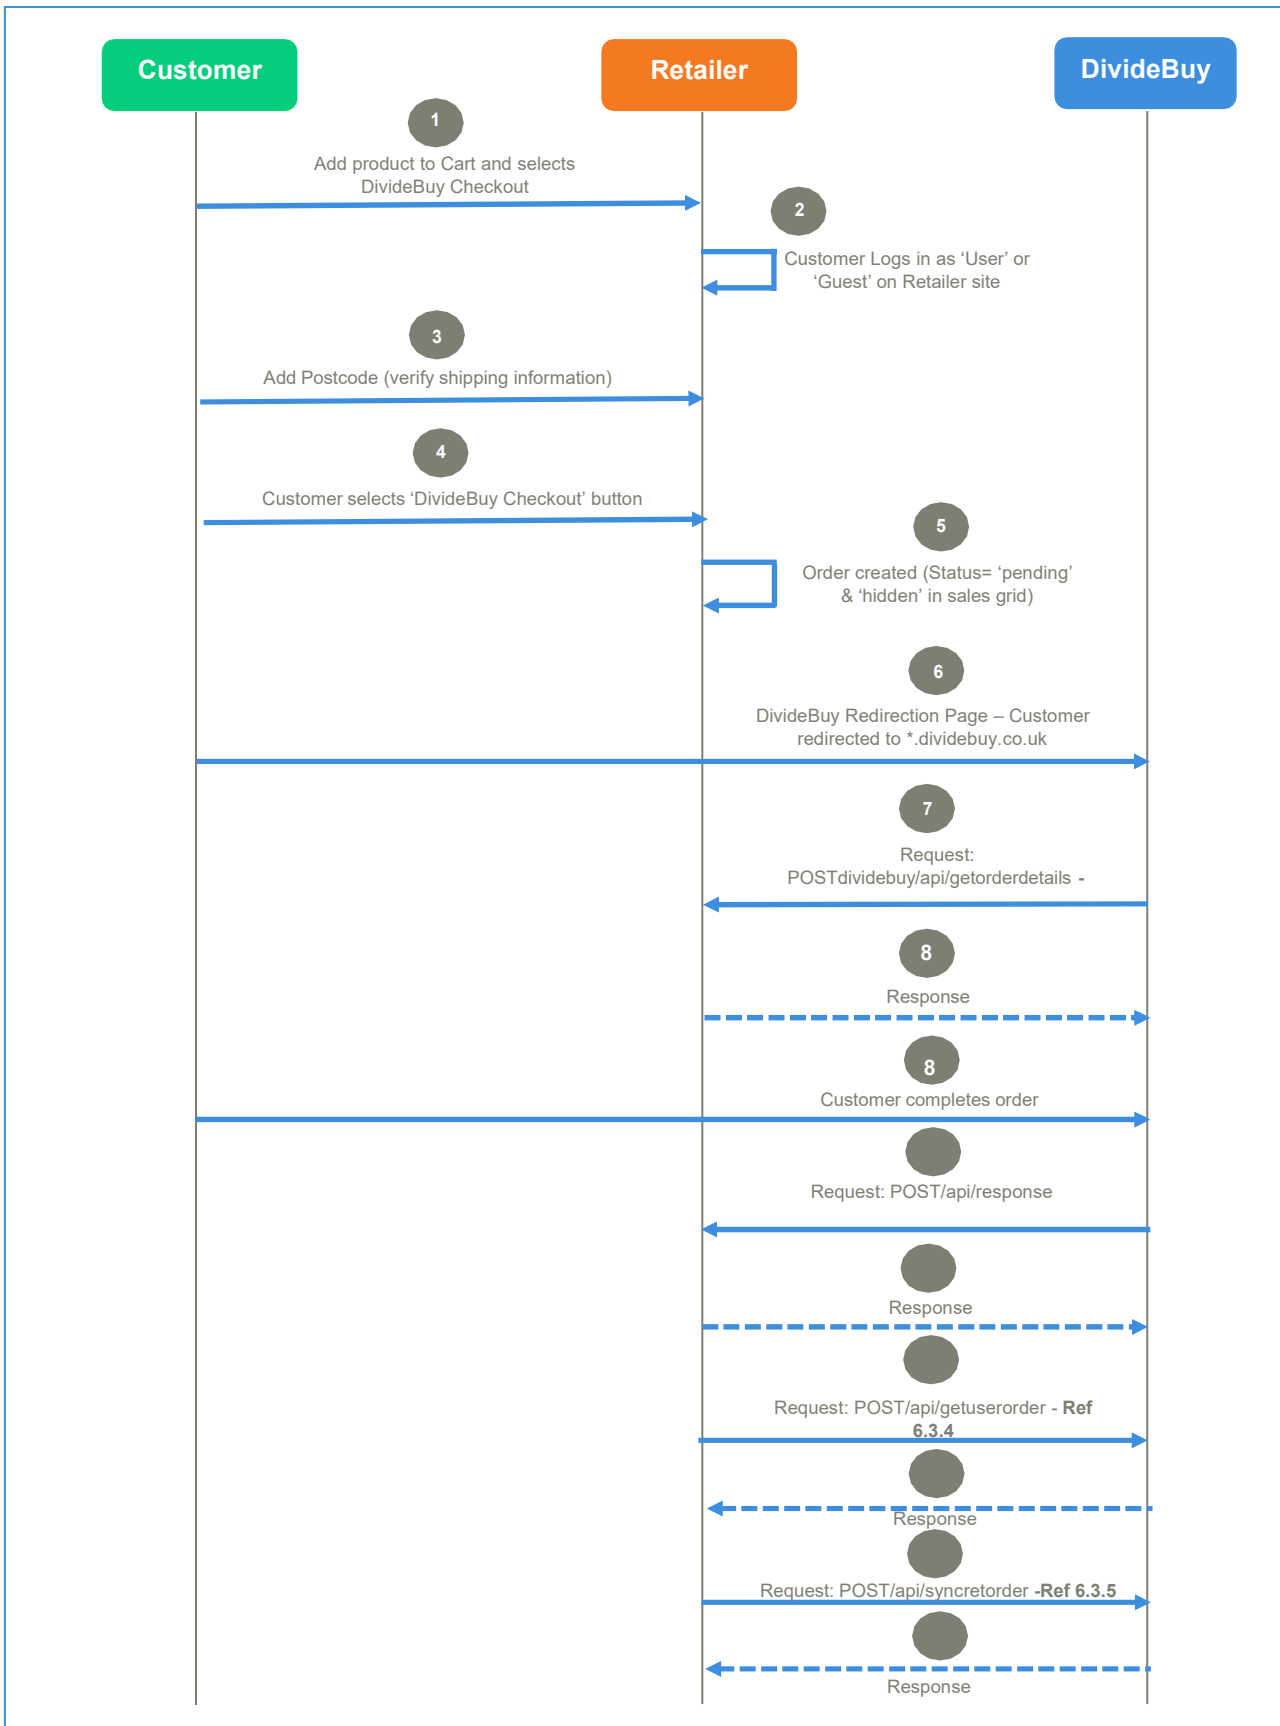 Customer
Retailer
DivideBuy
1
Add product to Cart and selects
DivideBuy Checkout
2
Customer Logs in as ‘User’ or
‘Guest’ on Retailer site
3
Add Postcode (verify shipping information)
4
Customer selects ‘DivideBuy Checkout’ button
5
Order created (Status= ‘pending’
& ‘hidden’ in sales grid)
6
DivideBuy Redirection Page – Customer
redirected to *.dividebuy.co.uk
7
Request:
POSTdividebuy/api/getorderdetails -
8
Response
8
Customer completes order
Request: POST/api/response
Response
Request: POST/api/getuserorder - Ref
6.3.4
Response
Request: POST/api/syncretorder -Ref 6.3.5
Response